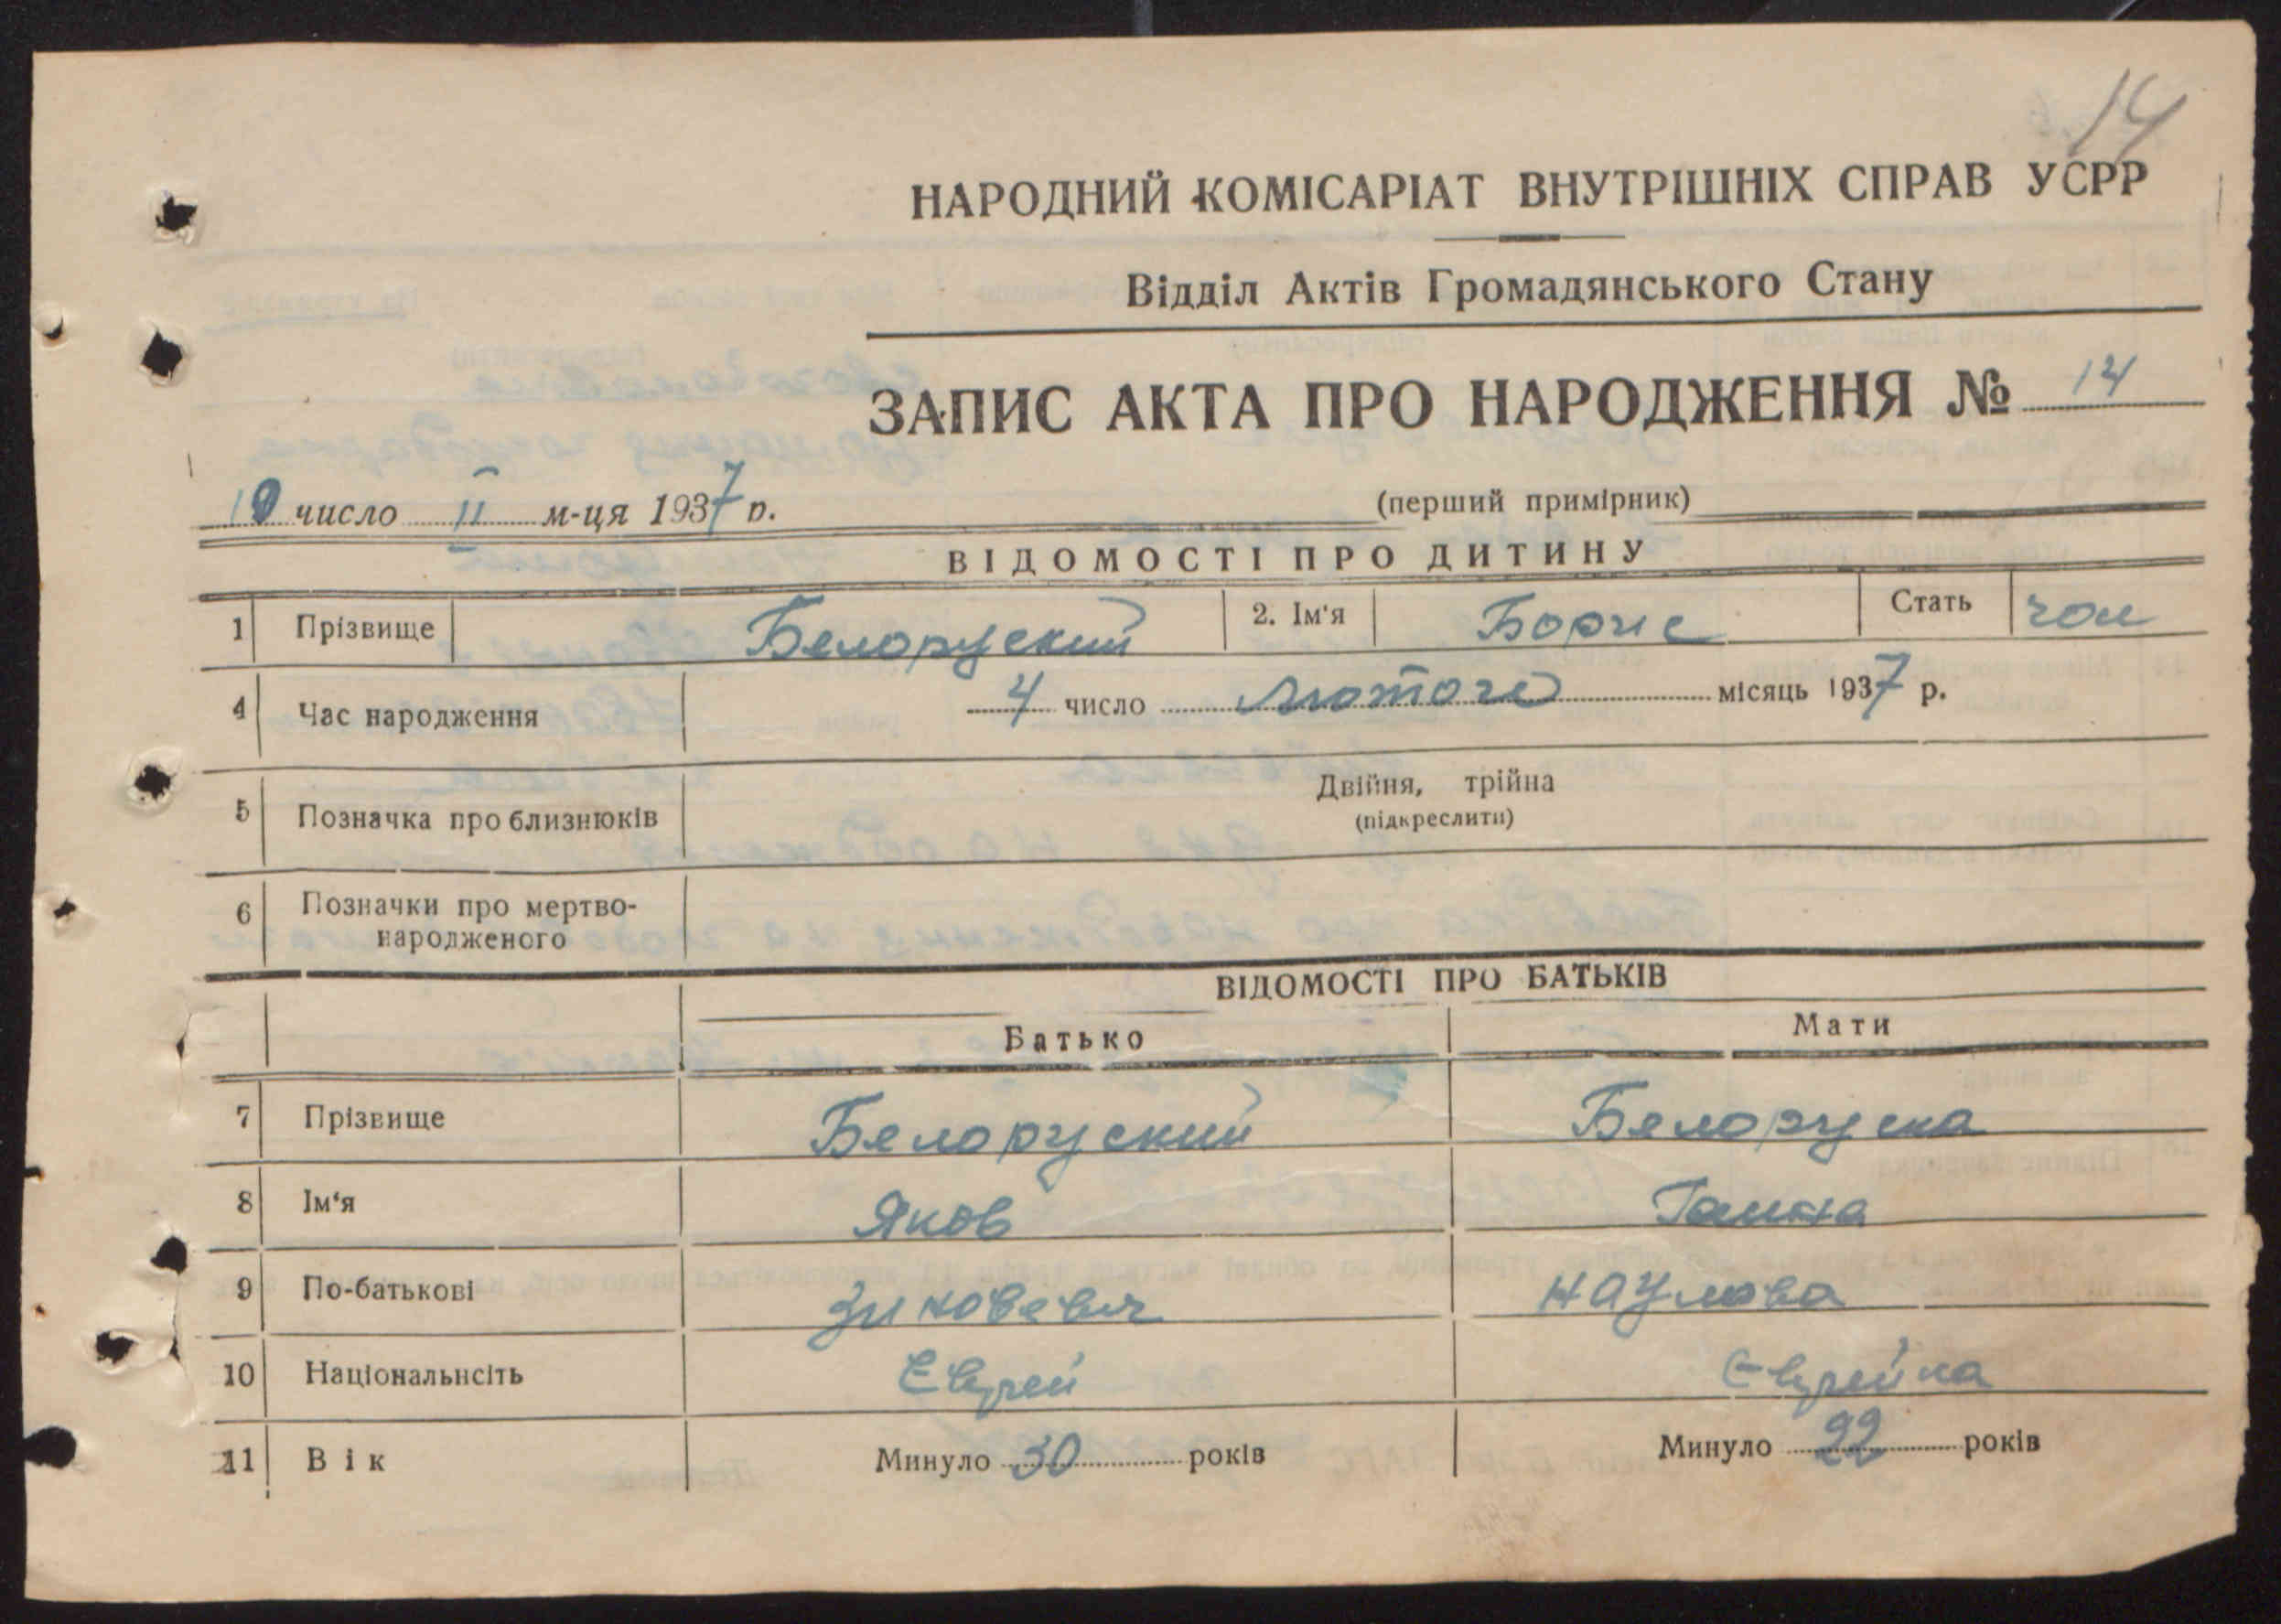 14
НАРОДНИЙ КОМІСАРІАТ ВНУТРІШНІХ СПРАВ УСРР
Відділ Актів Громадянського Стану
ЗАПИС АКТА ПРО НАРОДЖЕННЯ № 14
число II м-ця 1937 р.
(перший примірник)
ВІДОМОСТІ ПРО ДИТИНУ
1 Прізвище Белоруский 2. Ім'я Борис Стать чол
4 Час народження 4 число лютого місяць 1937 р.
5 Позначка про близнюків Двійня, трійна
(підкреслити)
6 Позначки про мертво-
народженого
ВІДОМОСТІ ПРО БАТЬКІВ
Батько Мати
7 Прізвище Белоруский Белоруска
8 Ім'я Яков Ганна
9 По-батькові Наумова
10 Національнсіть Єврей Єврейка
11 Вік Минуло 30 років Минуло 22 років